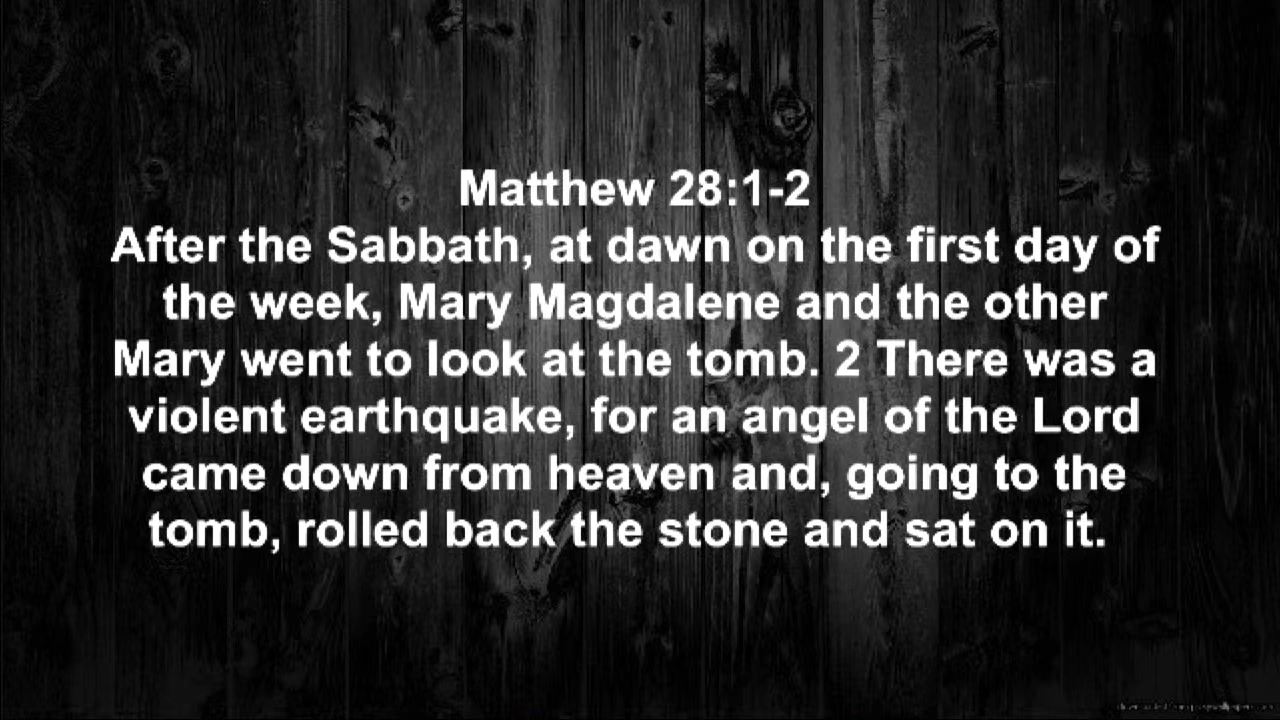 Matthew 28:1-2
After the Sabbath, at dawn on the first day of
the week, Mary Magdalene and the other
Mary went to look at the tomb. 2 There was a
violent earthquake, for an angel of the Lord
came down from heaven and, going to the
tomb, rolled back the stone and sat on it.